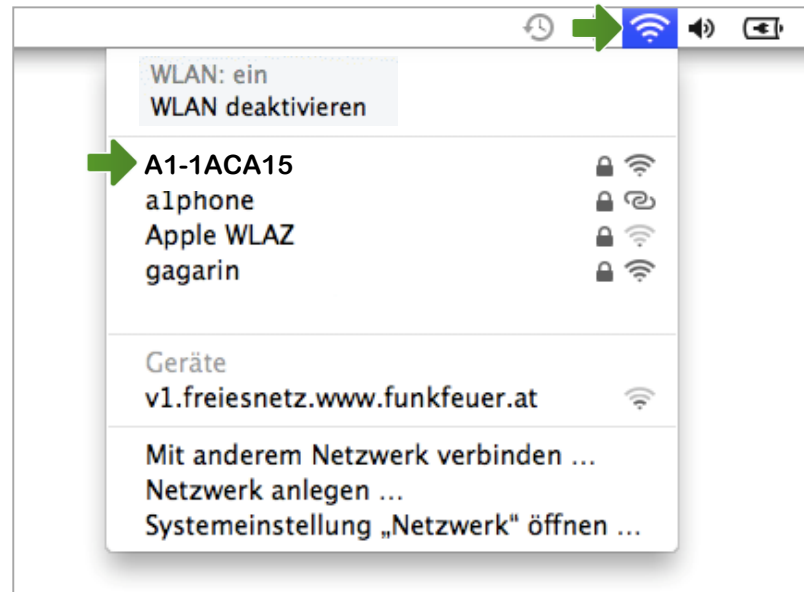 WLAN: ein
WLAN deaktivieren
A1-1ACA15
a1phone
Apple WLAZ
gagarin
Geräte
v1.freiesnetz.www.funkfeuer.at
Mit anderem Netzwerk verbinden ...
Netzwerk anlegen ...
Systemeinstellung „Netzwerk“ öffnen ...